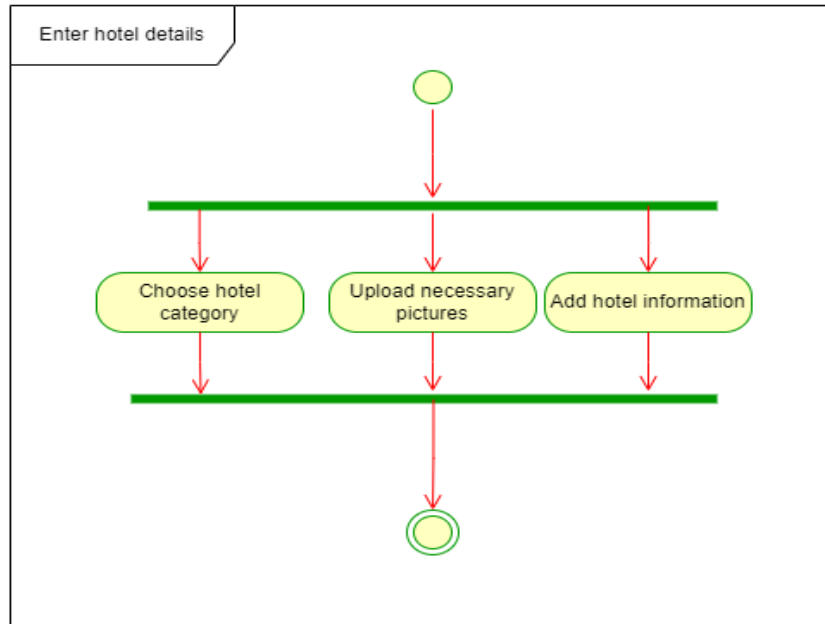 Enter hotel details
Choose hotel
category
Upload necessary
pictures
Add hotel information